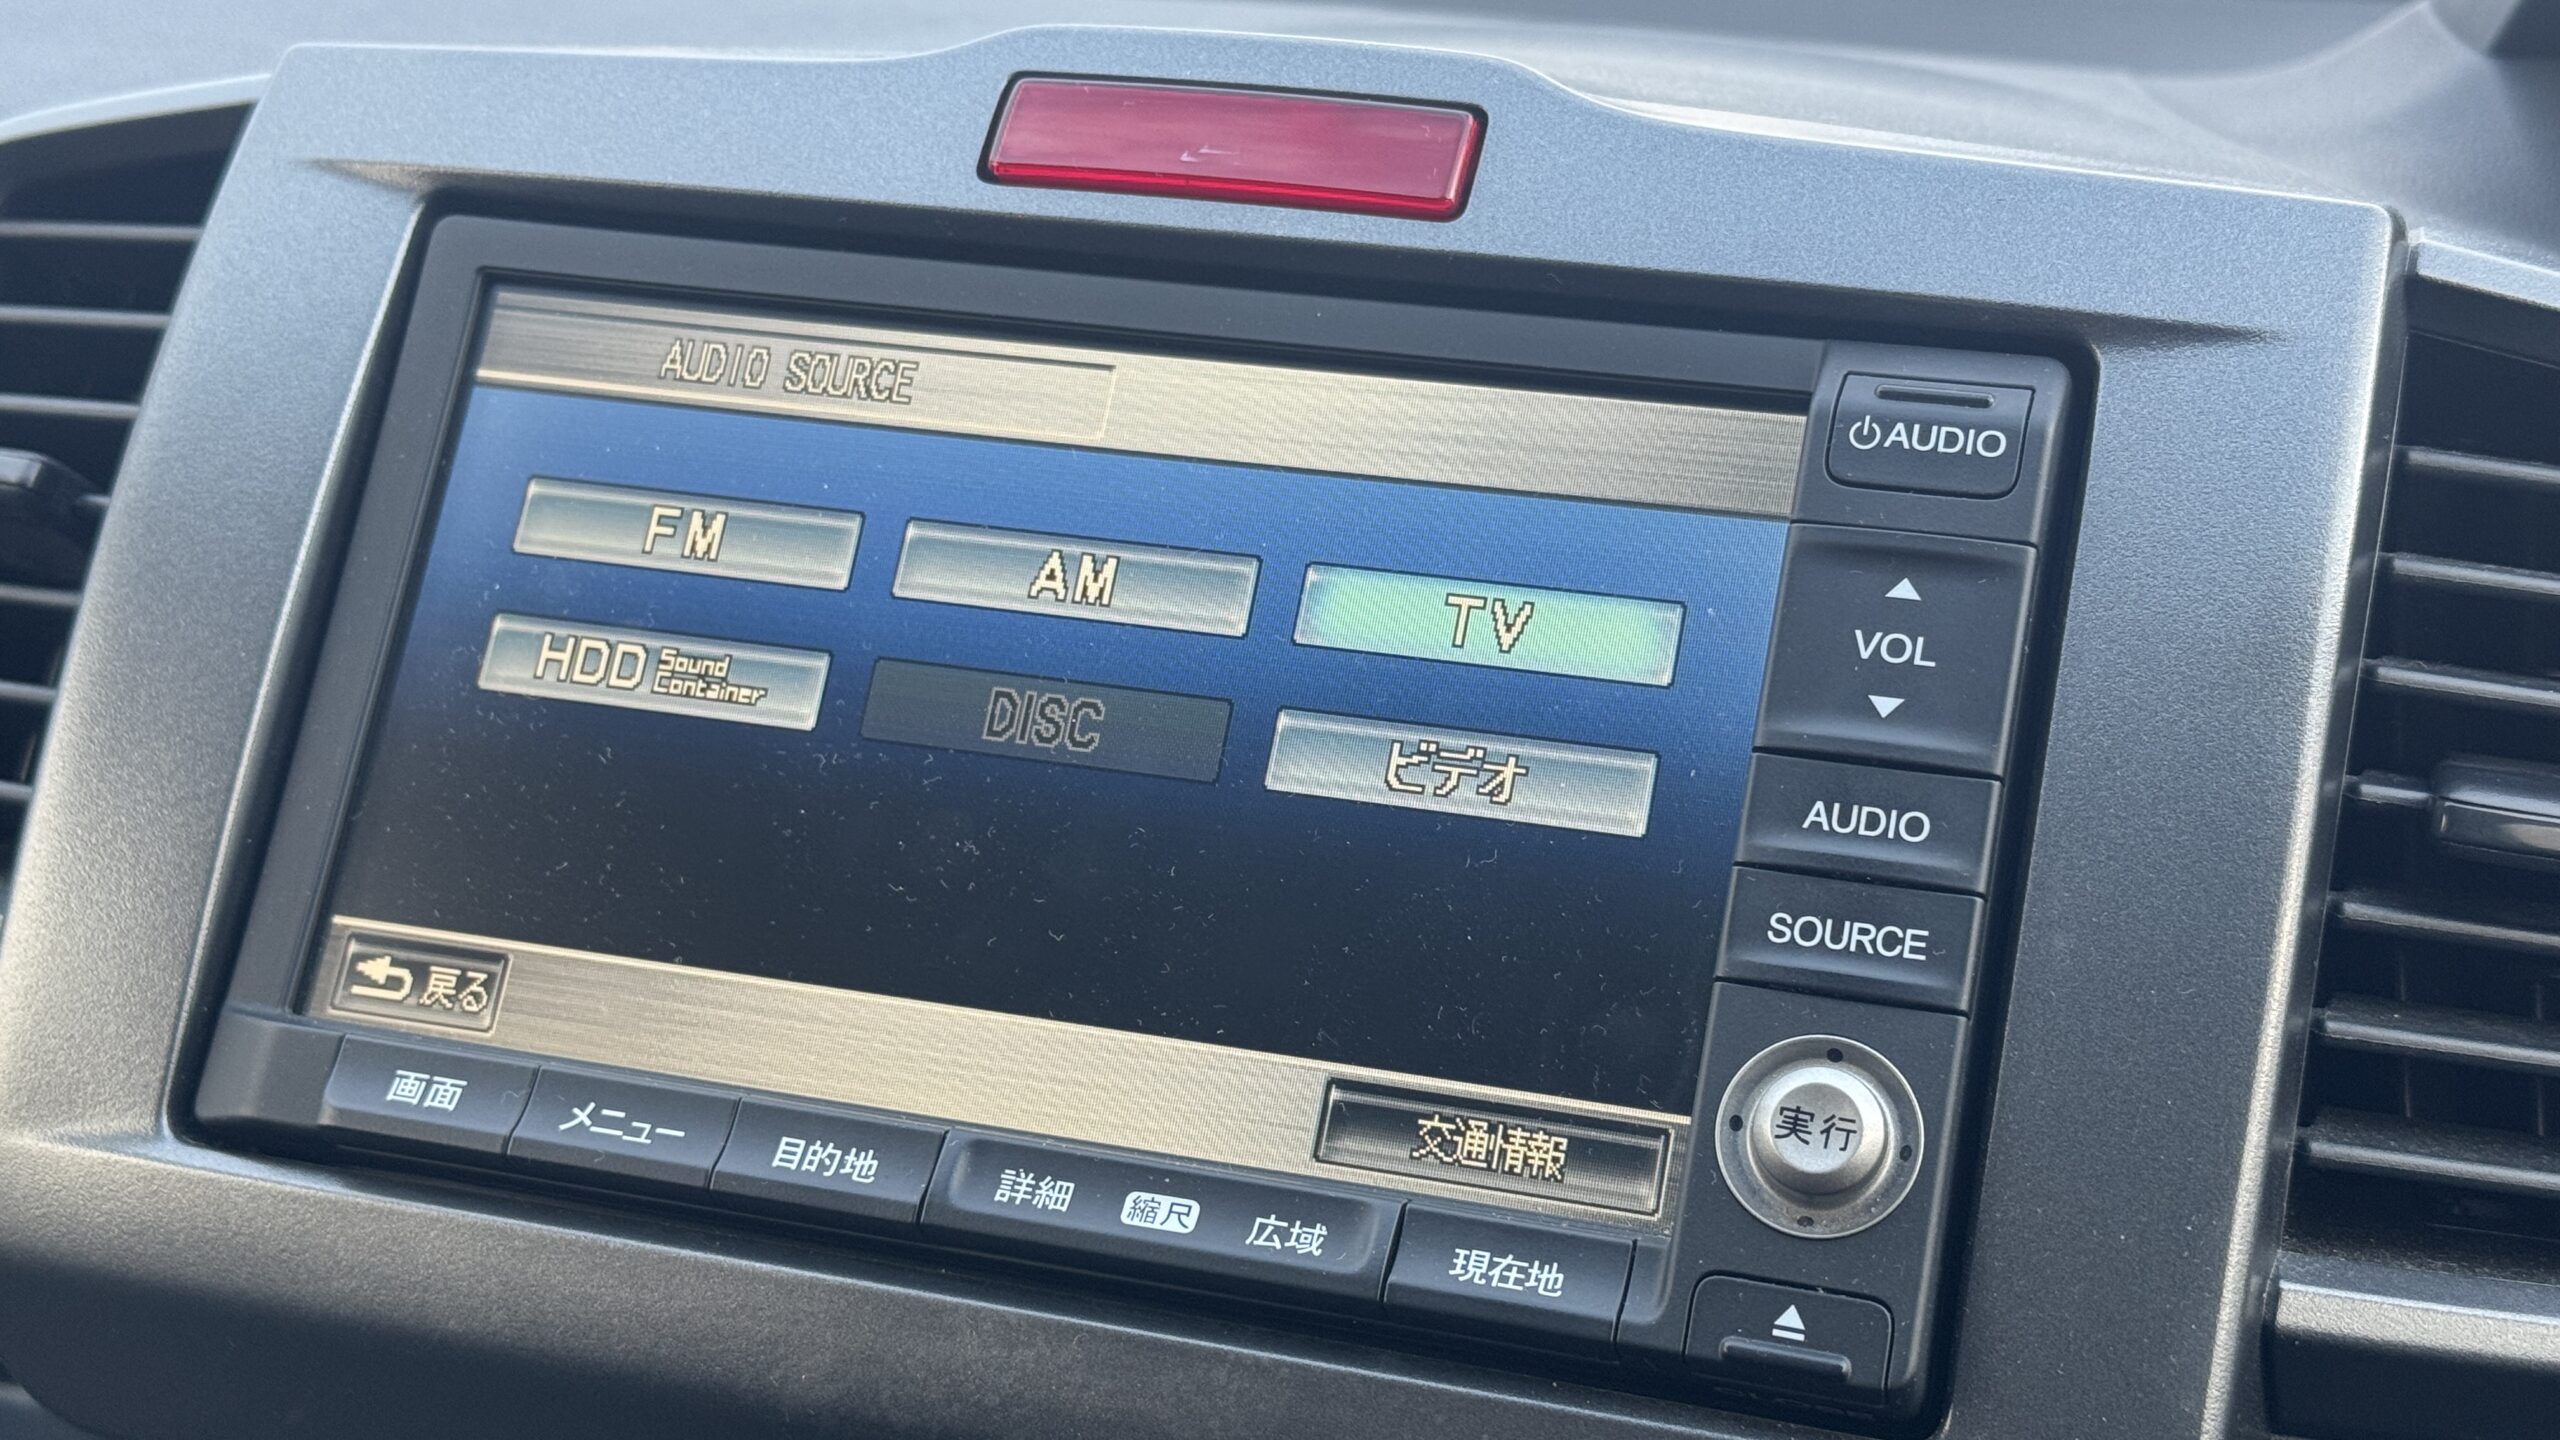 AUDIO SOURCE
FM
AM
TV
HDD Sound Container
DISC
ビデオ
戻る
交通情報
AUDIO
VOL
AUDIO
SOURCE
実行
画面
メニュー
目的地
詳細 縮尺 広域
現在地